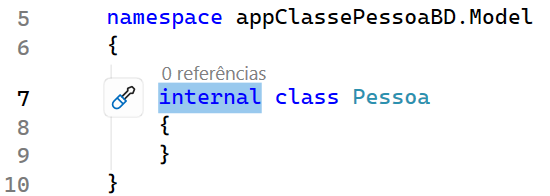 5 namespace appClassePessoaBD.Model
6 {
0 referências
7 internal class Pessoa
8 {
9 }
10 }